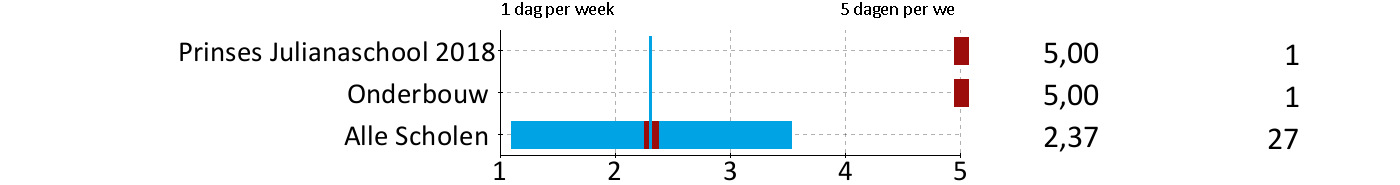 1 dag per week 5 dagen per we
Prinses Julianaschool 2018 5,00 1
Onderbouw 5,00 1
Alle Scholen 2,37 27
1 2 3 4 5